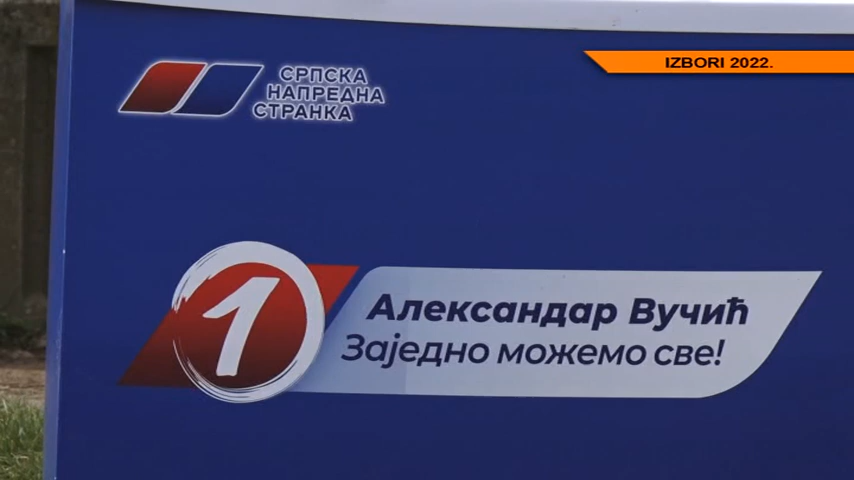 IZBORI 2022.
СРПСКА
НАПРЕДНА
СТРАНКА
1
Александар Вучић
Заједно можемо све!